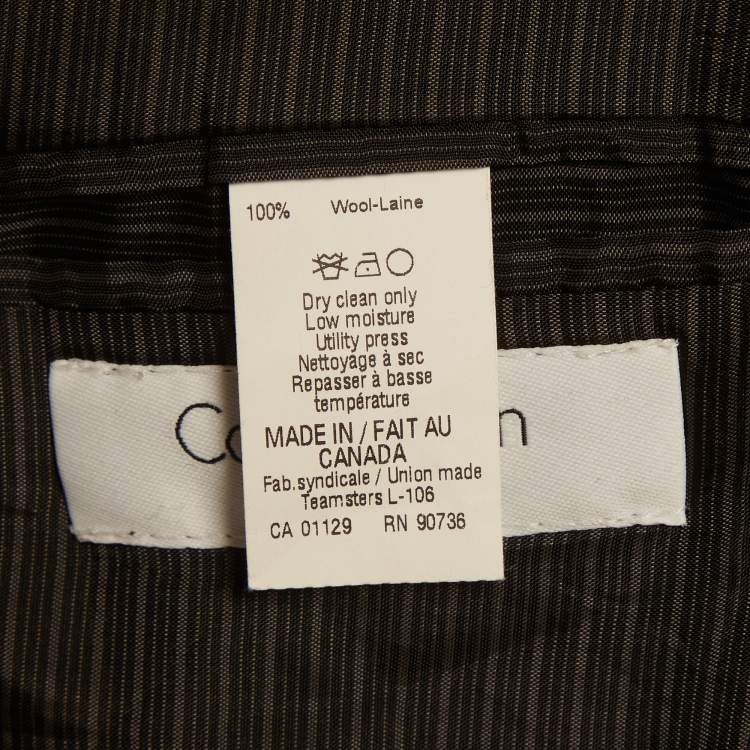 100% Wool-Laine
Dry clean only
Low moisture
Utility press
Nettoyage à sec
Repasser à basse
température
MADE IN / FAIT AU
CANADA
Fab.syndicale / Union made
Teamsters L-106
CA 01129 RN 90736